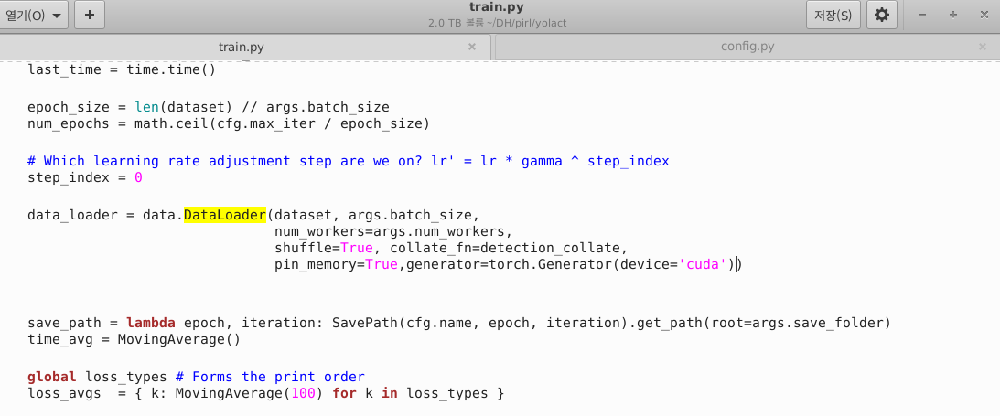 열기(O)
+
train.py
2.0 TB 볼륨 ~/DH/pirl/yolact
저장(S)
train.py
config.py
last_time = time.time()
epoch_size = len(dataset) // args.batch_size
num_epochs = math.ceil(cfg.max_iter / epoch_size)
# Which learning rate adjustment step are we on? lr' = lr * gamma ^ step_index
step_index = 0
data_loader = data.DataLoader(dataset, args.batch_size,
num_workers=args.num_workers,
shuffle=True, collate_fn=detection_collate,
pin_memory=True,generator=torch.Generator(device='cuda'))
save_path = lambda epoch, iteration: SavePath(cfg.name, epoch, iteration).get_path(root=args.save_folder)
time_avg = MovingAverage()
global loss_types # Forms the print order
loss_avgs  = { k: MovingAverage(100) for k in loss_types }